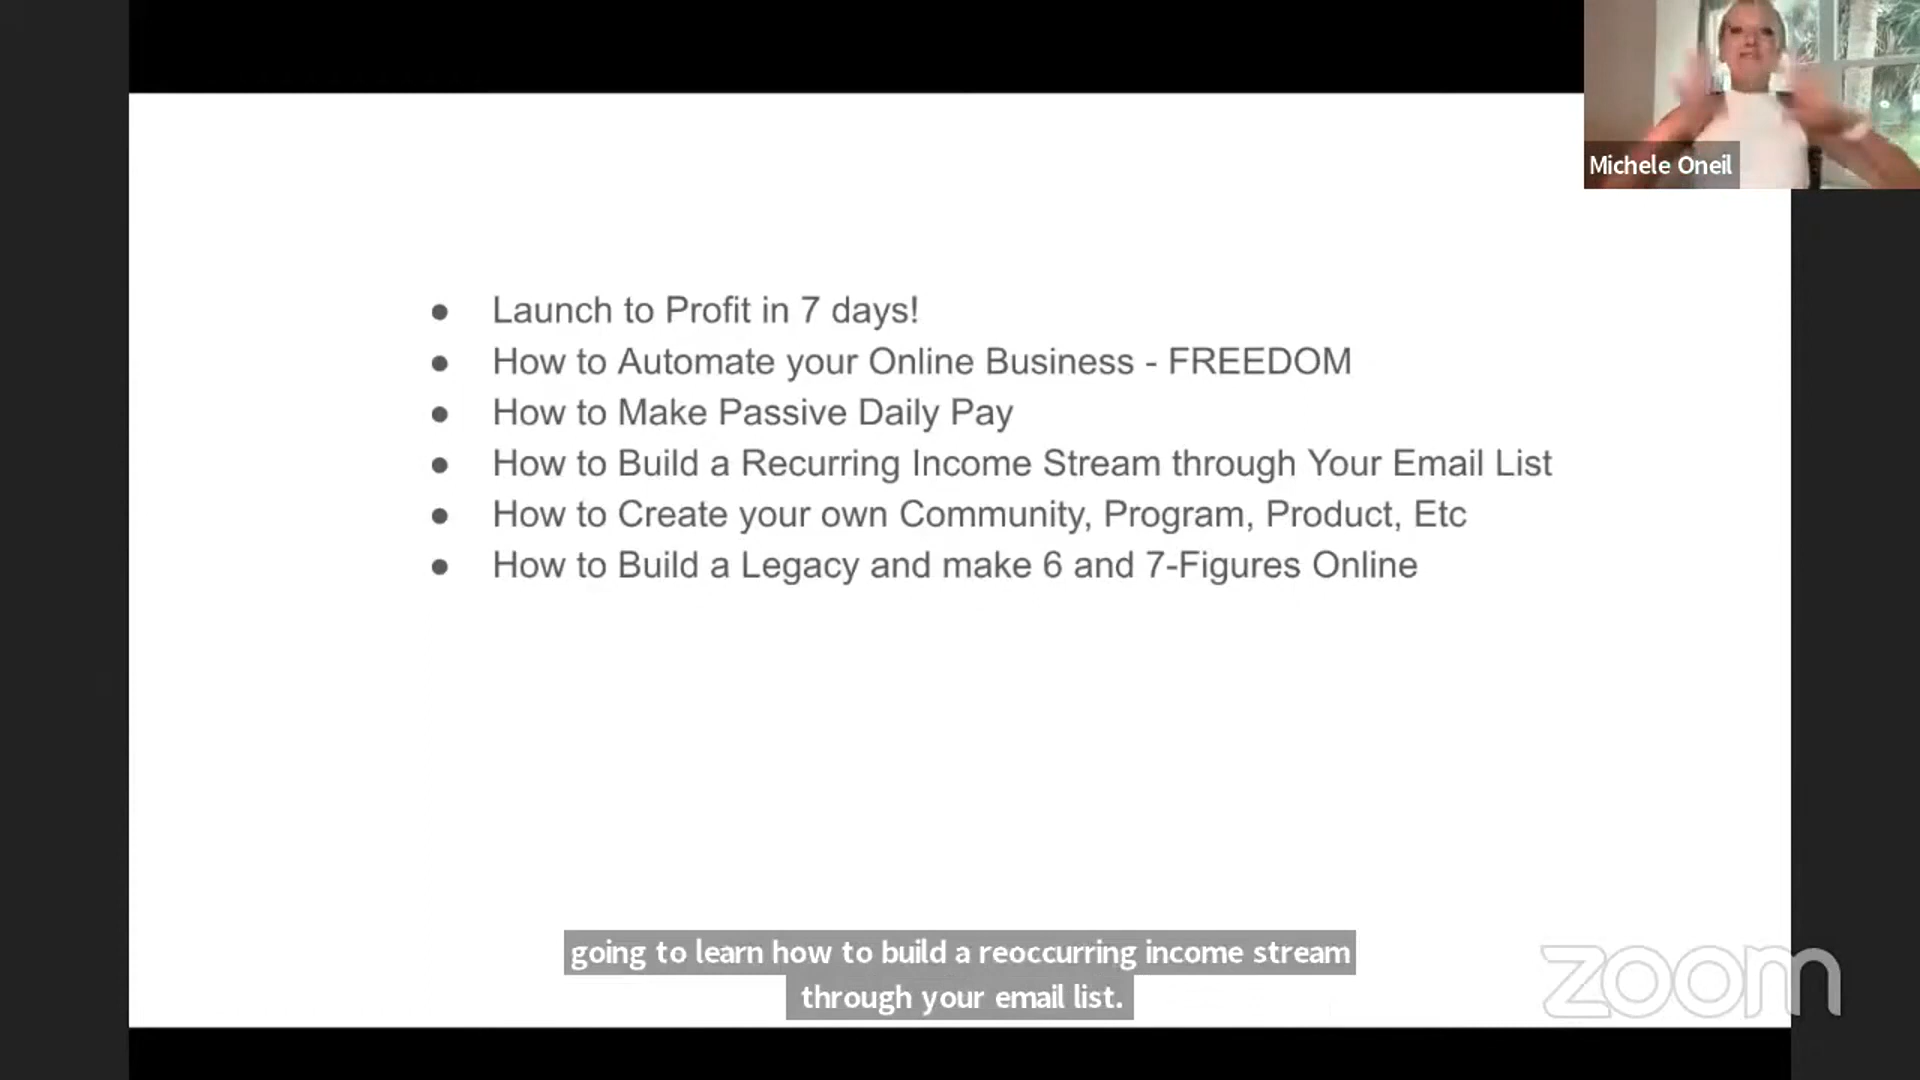 Michele Oneil
● Launch to Profit in 7 days!
● How to Automate your Online Business - FREEDOM
● How to Make Passive Daily Pay
● How to Build a Recurring Income Stream through Your Email List
● How to Create your own Community, Program, Product, Etc
● How to Build a Legacy and make 6 and 7-Figures Online
going to learn how to build a reoccurring income stream
through your email list.
zoom